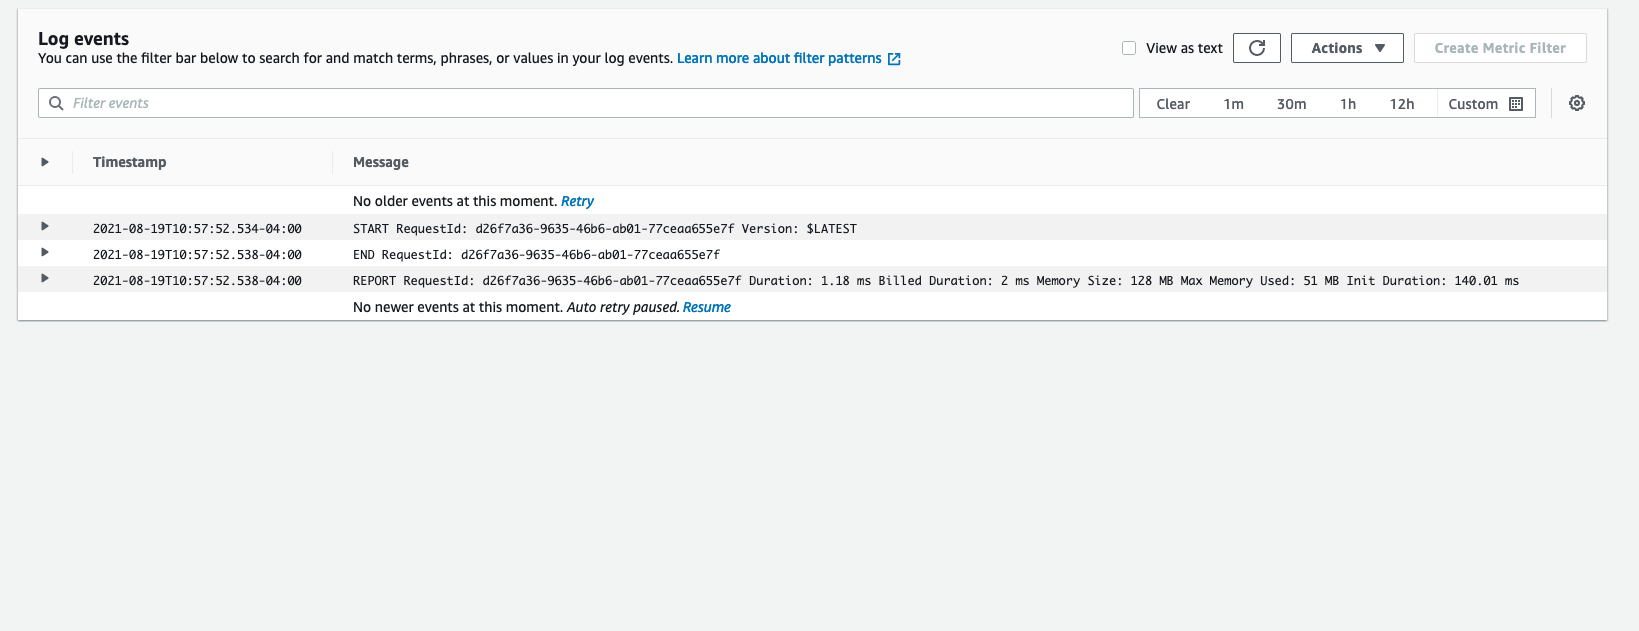 Log events
You can use the filter bar below to search for and match terms, phrases, or values in your log events. Learn more about filter patterns
View as text
Actions
Create Metric Filter
Filter events
Clear 1m 30m 1h 12h Custom
Timestamp Message
No older events at this moment. Retry
2021-08-19T10:57:52.534-04:00 START RequestId: d26f7a36-9635-46b6-ab01-77ceaa655e7f Version: $LATEST
2021-08-19T10:57:52.538-04:00 END RequestId: d26f7a36-9635-46b6-ab01-77ceaa655e7f
2021-08-19T10:57:52.538-04:00 REPORT RequestId: d26f7a36-9635-46b6-ab01-77ceaa655e7f Duration: 1.18 ms Billed Duration: 2 ms Memory Size: 128 MB Max Memory Used: 51 MB Init Duration: 140.01 ms
No newer events at this moment. Auto retry paused. Resume